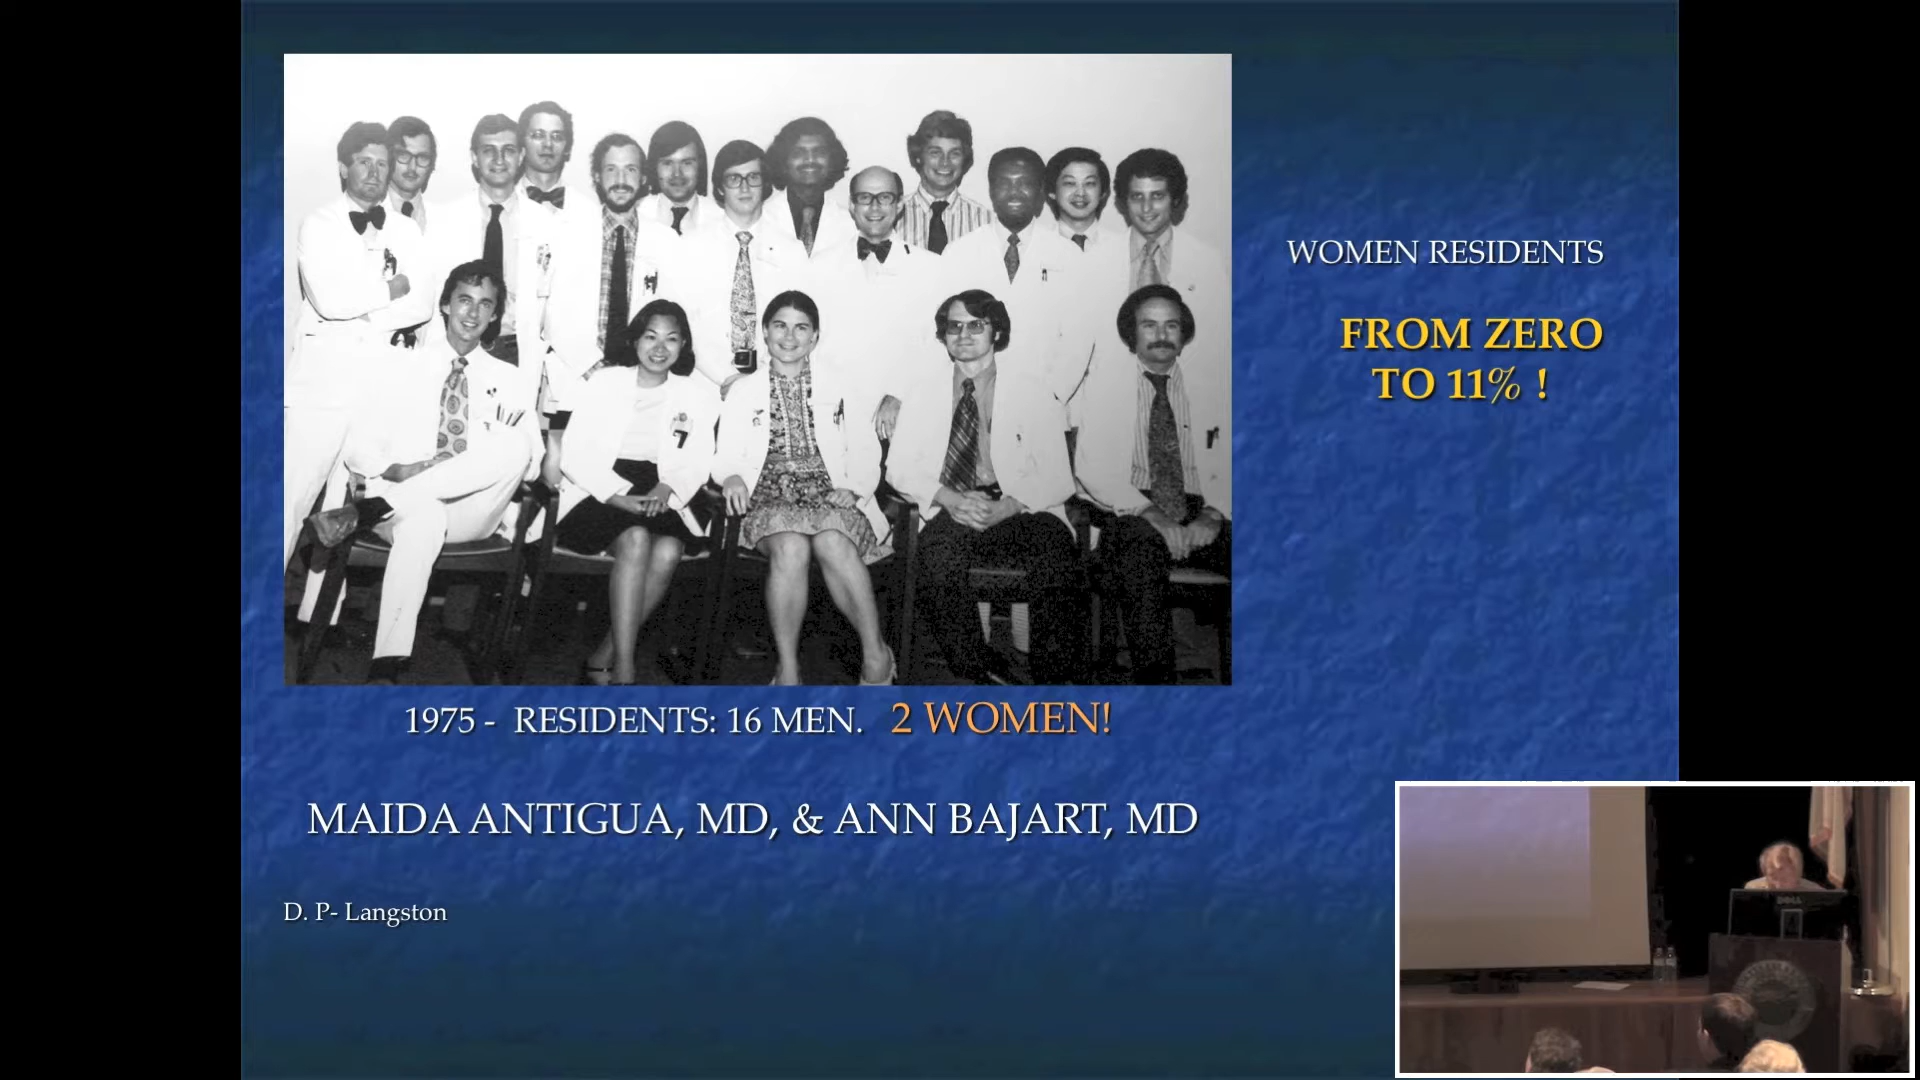 WOMEN RESIDENTS
FROM ZERO
TO 11% !
1975 - RESIDENTS: 16 MEN. 2 WOMEN!
MAIDA ANTIGUA, MD, & ANN BAJART, MD
D. P- Langston
DELL